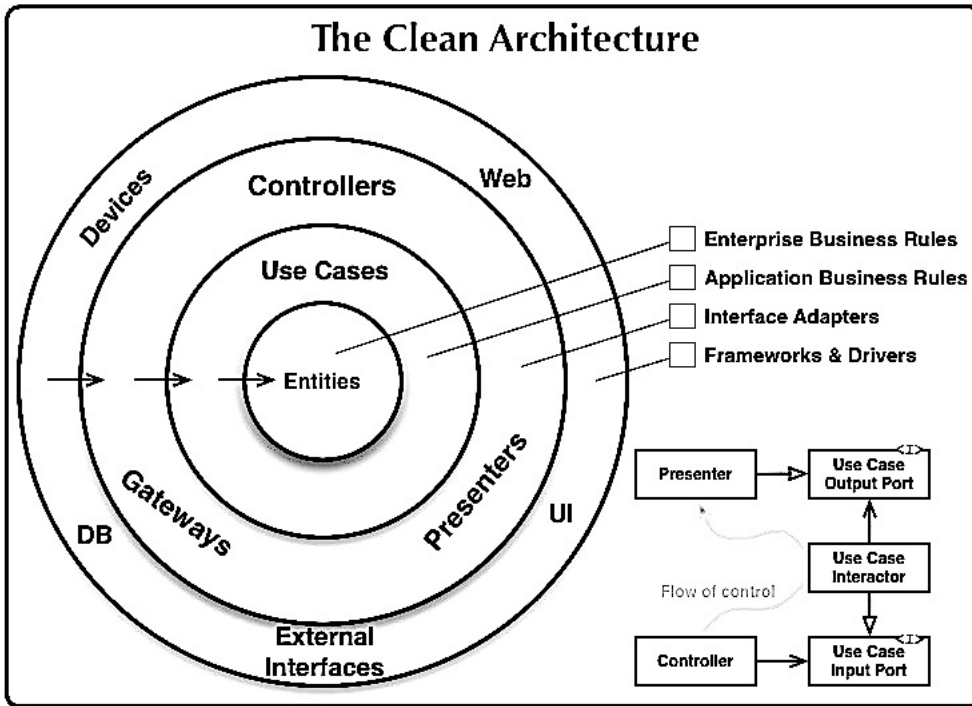 The Clean Architecture
Devices
Web
Controllers
Use Cases
Entities
Gateways
Presenters
DB
UI
External
Interfaces
Enterprise Business Rules
Application Business Rules
Interface Adapters
Frameworks & Drivers
Presenter
<I>
Use Case
Output Port
Use Case
Interactor
Flow of control
Controller
<I>
Use Case
Input Port